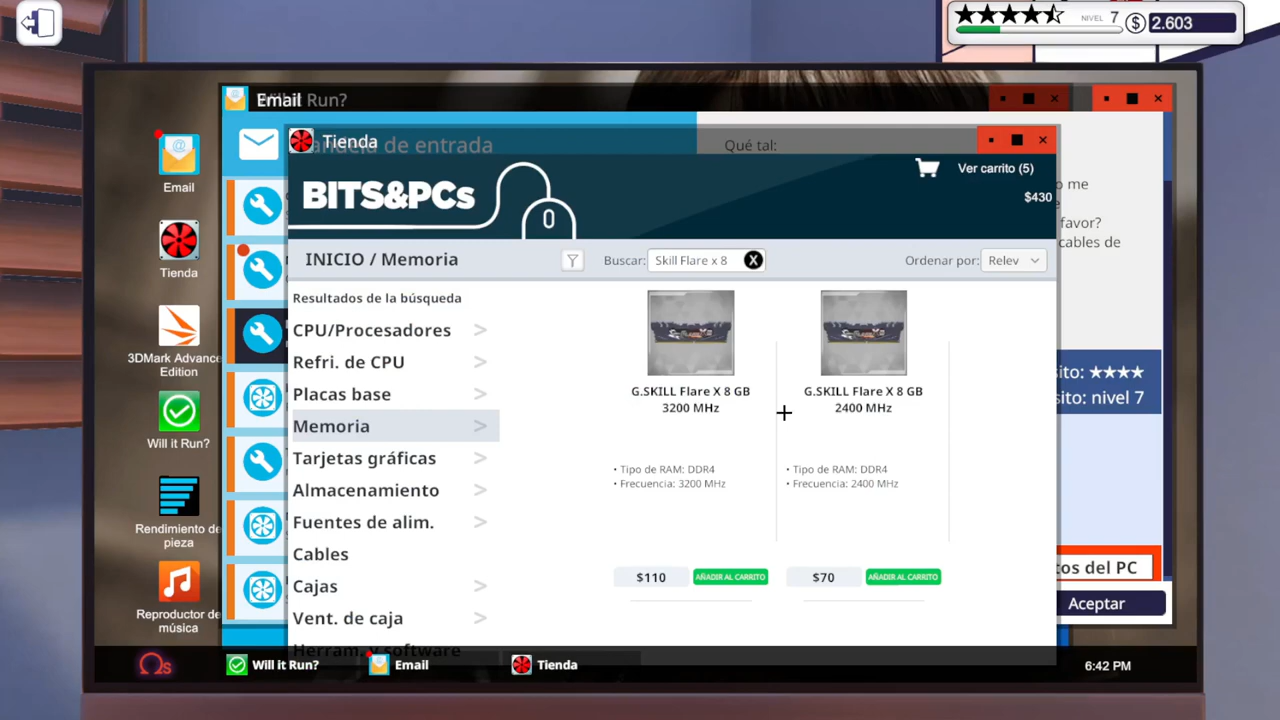 NIVEL 7
$ 2.603
Email Run?
Tienda
andeja de entrada
Qué tal:
Email
Tienda
3DMark Advance
Edition
Will it Run?
Rendimiento de
pieza
Reproductor de
música
BITS&PCs
Ver carrito (5)
$430
o me
e
favor?
cables de
INICIO / Memoria
Buscar: Skill Flare x 8 X
Ordenar por: Relev
Resultados de la búsqueda
CPU/Procesadores >
Refri. de CPU >
Placas base >
Memoria >
Tarjetas gráficas >
Almacenamiento >
Fuentes de alim. >
Cables
Cajas >
Vent. de caja >
Herram. y software
G.SKILL Flare X 8 GB
3200 MHz
• Tipo de RAM: DDR4
• Frecuencia: 3200 MHz
$110 AÑADIR AL CARRITO
G.SKILL Flare X 8 GB
2400 MHz
• Tipo de RAM: DDR4
• Frecuencia: 2400 MHz
$70 AÑADIR AL CARRITO
sito: ★★★★
sito: nivel 7
tos del PC
Aceptar
Ωs
Will it Run?
Email
Tienda
6:42 PM